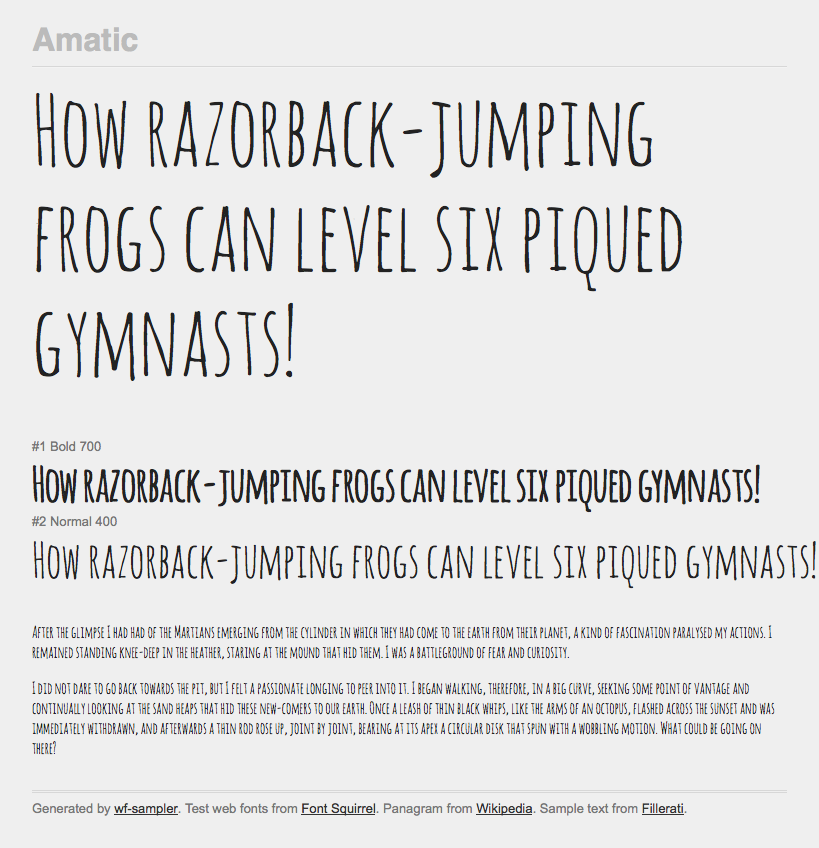 Amatic
How razorback-jumping
frogs can level six piqued
gymnasts!
#1 Bold 700
How razorback-jumping frogs can level six piqued gymnasts!
#2 Normal 400
How razorback-jumping frogs can level six piqued gymnasts!
After the glimpse I had had of the Martians emerging from the cylinder in which they had come to the earth from their planet, a kind of fascination paralysed my actions. I
remained standing knee-deep in the heather, staring at the mound that hid them. I was a battleground of fear and curiosity.
I did not dare to go back towards the pit, but I felt a passionate longing to peer into it. I began walking, therefore, in a big curve, seeking some point of vantage and
continually looking at the sand heaps that hid these new-comers to our earth. Once a leash of thin black whips, like the arms of an octopus, flashed across the sunset and was
immediately withdrawn, and afterwards a thin rod rose up, joint by joint, bearing at its apex a circular disk that spun with a wobbling motion. What could be going on
there?
Generated by wf-sampler. Test web fonts from Font Squirrel. Panagram from Wikipedia. Sample text from Fillerati.